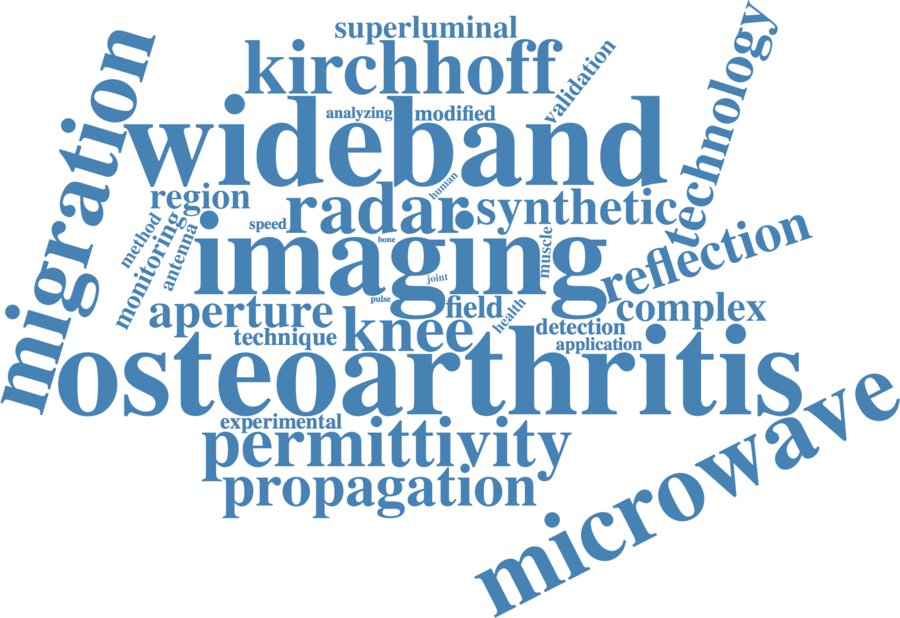 superluminal
kirchhoff
validation
technology
migration
analyzing
modified
wideband
human
region
radar
synthetic
method
monitoring
antenna
speed
bone
imaging
muscle
reflection
joint
pulse
aperture
field
health
complex
technique
knee
detection
application
osteoarthritis
experimental
permittivity
propagation
microwave